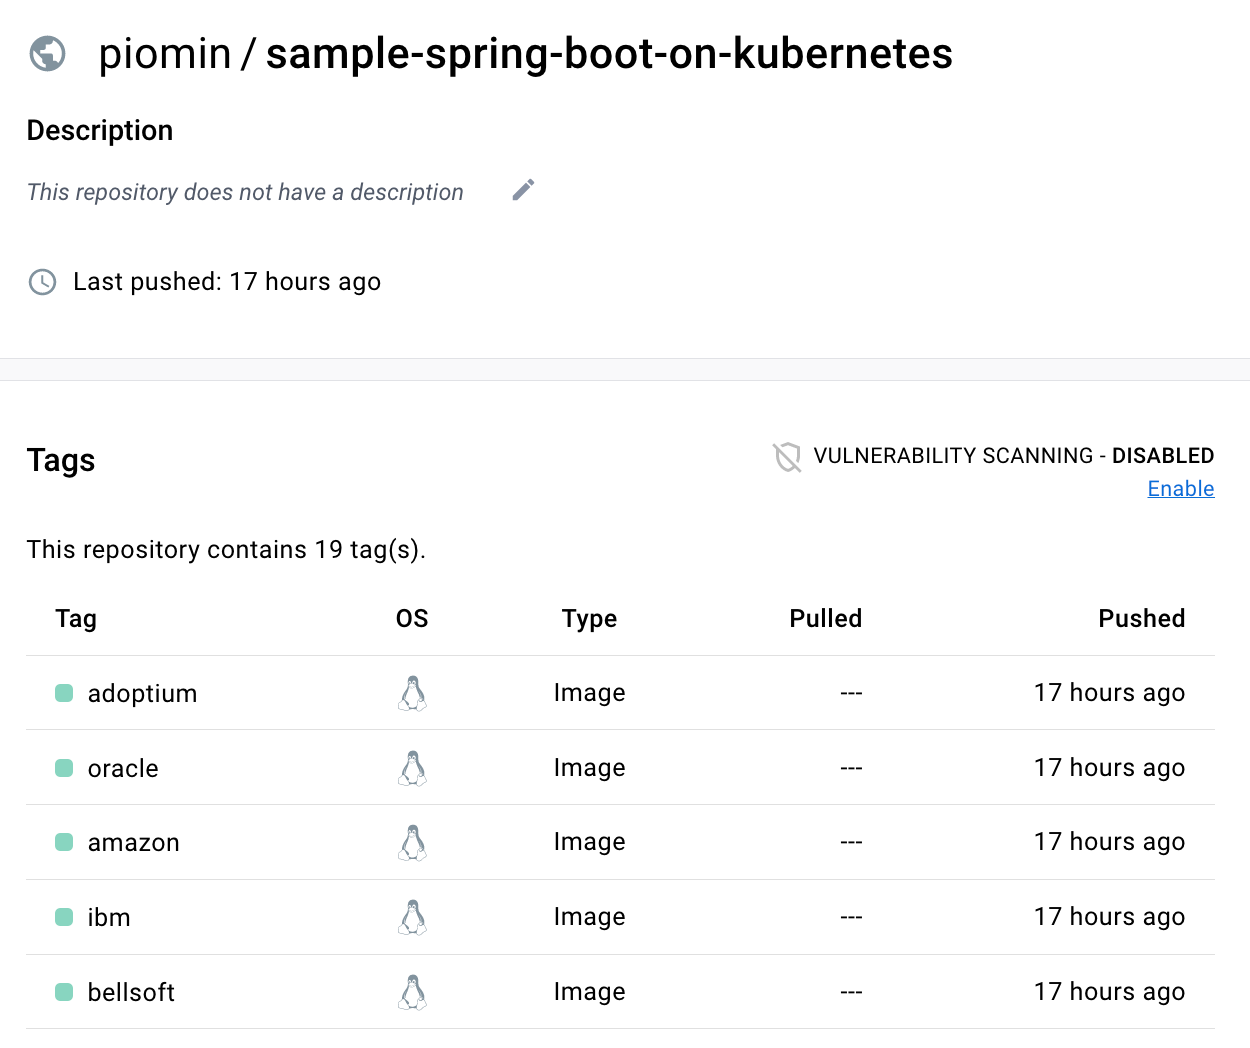 piomin / sample-spring-boot-on-kubernetes
Description
This repository does not have a description
Last pushed: 17 hours ago
Tags
VULNERABILITY SCANNING - DISABLED
Enable
This repository contains 19 tag(s).
Tag OS Type Pulled Pushed
adoptium Image --- 17 hours ago
oracle Image --- 17 hours ago
amazon Image --- 17 hours ago
ibm Image --- 17 hours ago
bellsoft Image --- 17 hours ago